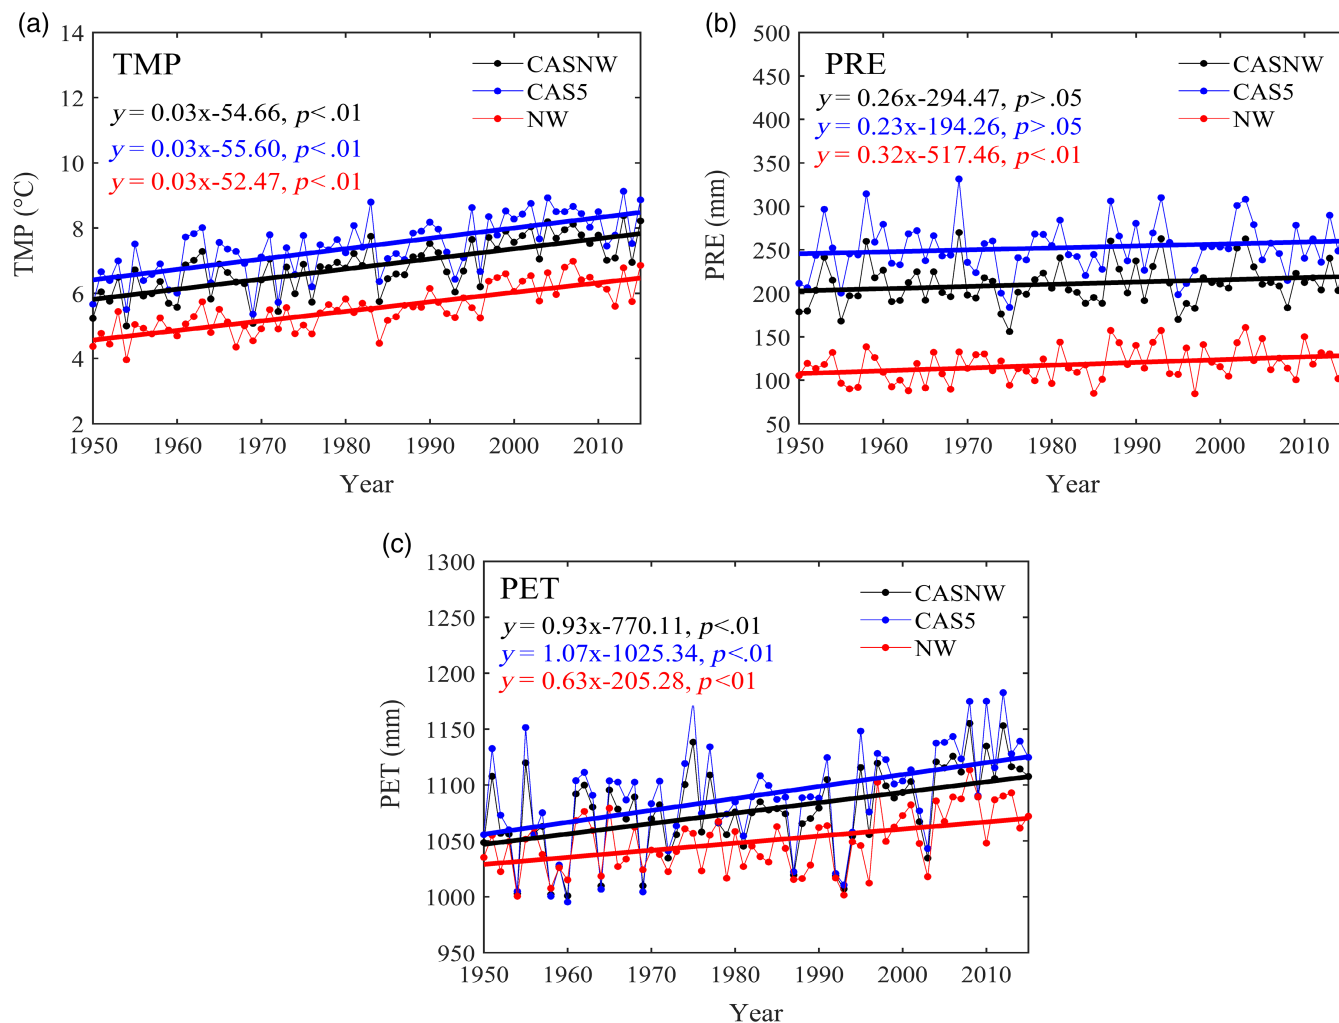 (a)
TMP
CASNW
CAS5
NW
y = 0.03x-54.66, p<.01
y = 0.03x-55.60, p<.01
y = 0.03x-52.47, p<.01
14
12
10
8
6
4
2
TMP (°C)
1950 1960 1970 1980 1990 2000 2010
Year
(b)
PRE
CASNW
CAS5
NW
y = 0.26x-294.47, p>.05
y = 0.23x-194.26, p>.05
y = 0.32x-517.46, p<.01
500
450
400
350
300
250
200
150
100
50
PRE (mm)
1950 1960 1970 1980 1990 2000 2010
Year
(c)
PET
CASNW
CAS5
NW
y = 0.93x-770.11, p<.01
y = 1.07x-1025.34, p<.01
y = 0.63x-205.28, p<01
1300
1250
1200
1150
1100
1050
1000
950
PET (mm)
1950 1960 1970 1980 1990 2000 2010
Year